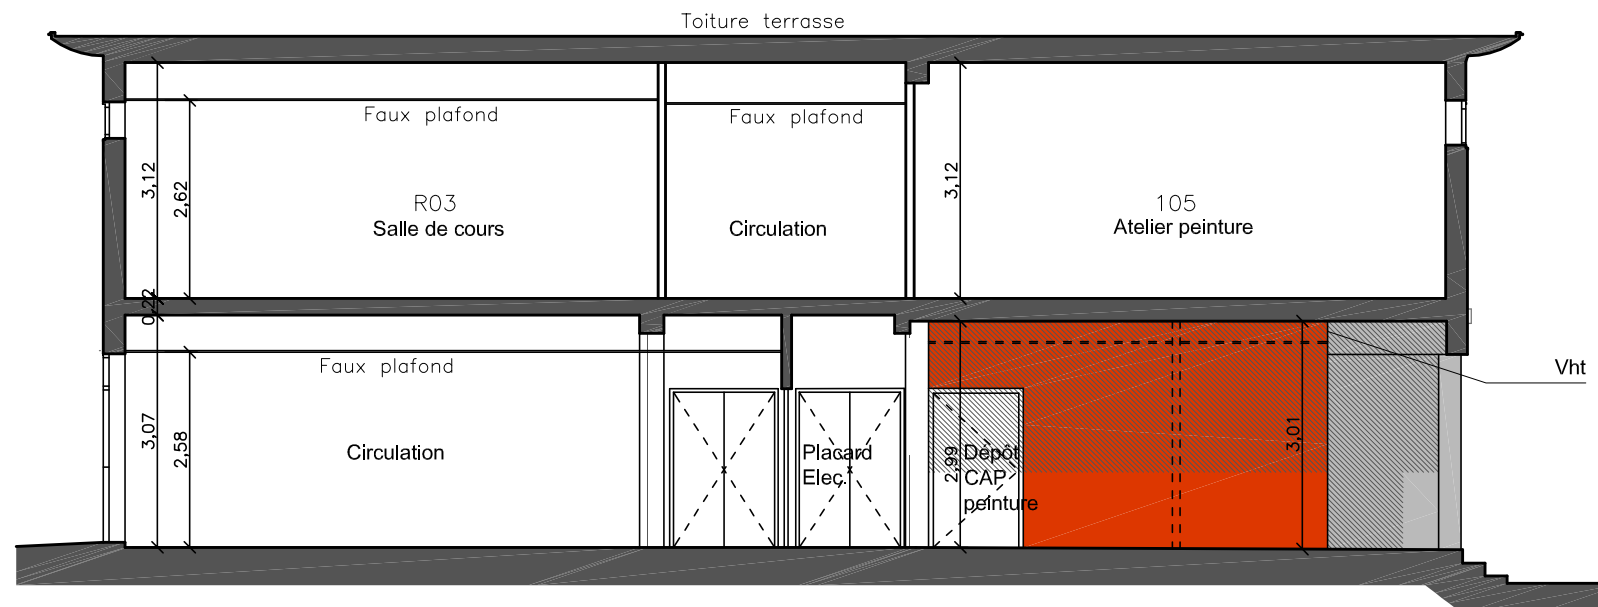 Toiture terrasse
Faux plafond
Faux plafond
3,12
2,62
3,12
R03
Salle de cours
Circulation
105
Atelier peinture
0,22
Faux plafond
Vht
3,07
2,58
Circulation
Placard
Elec.
2,99
Dépôt
CAP
peinture
3,01